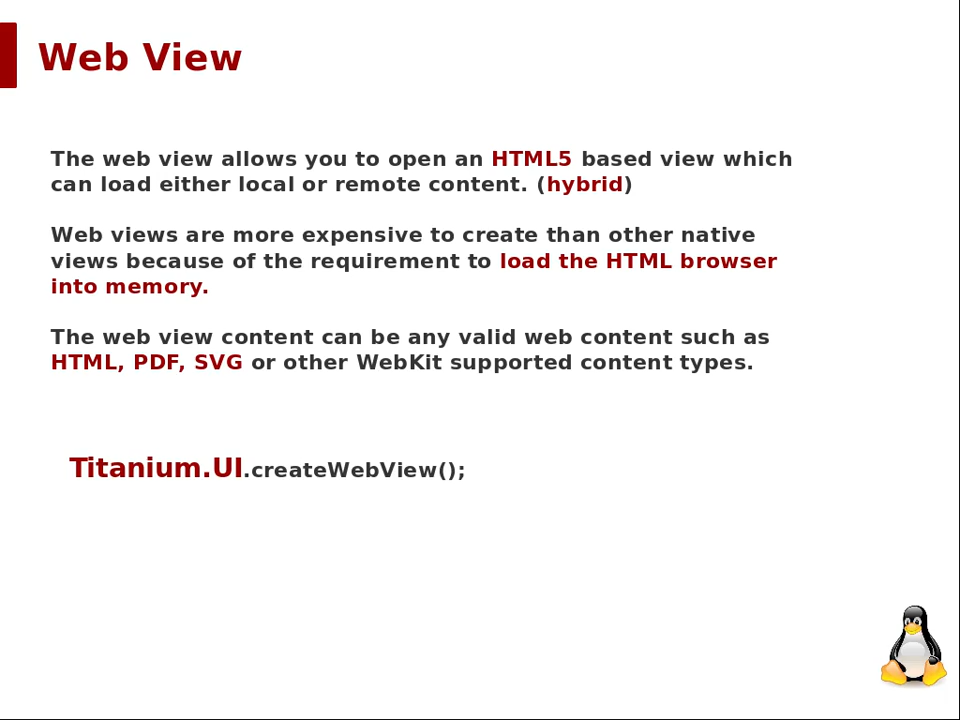 Web View
The web view allows you to open an HTML5 based view which
can load either local or remote content. (hybrid)
Web views are more expensive to create than other native
views because of the requirement to load the HTML browser
into memory.
The web view content can be any valid web content such as
HTML, PDF, SVG or other WebKit supported content types.
Titanium.UI.createWebView();